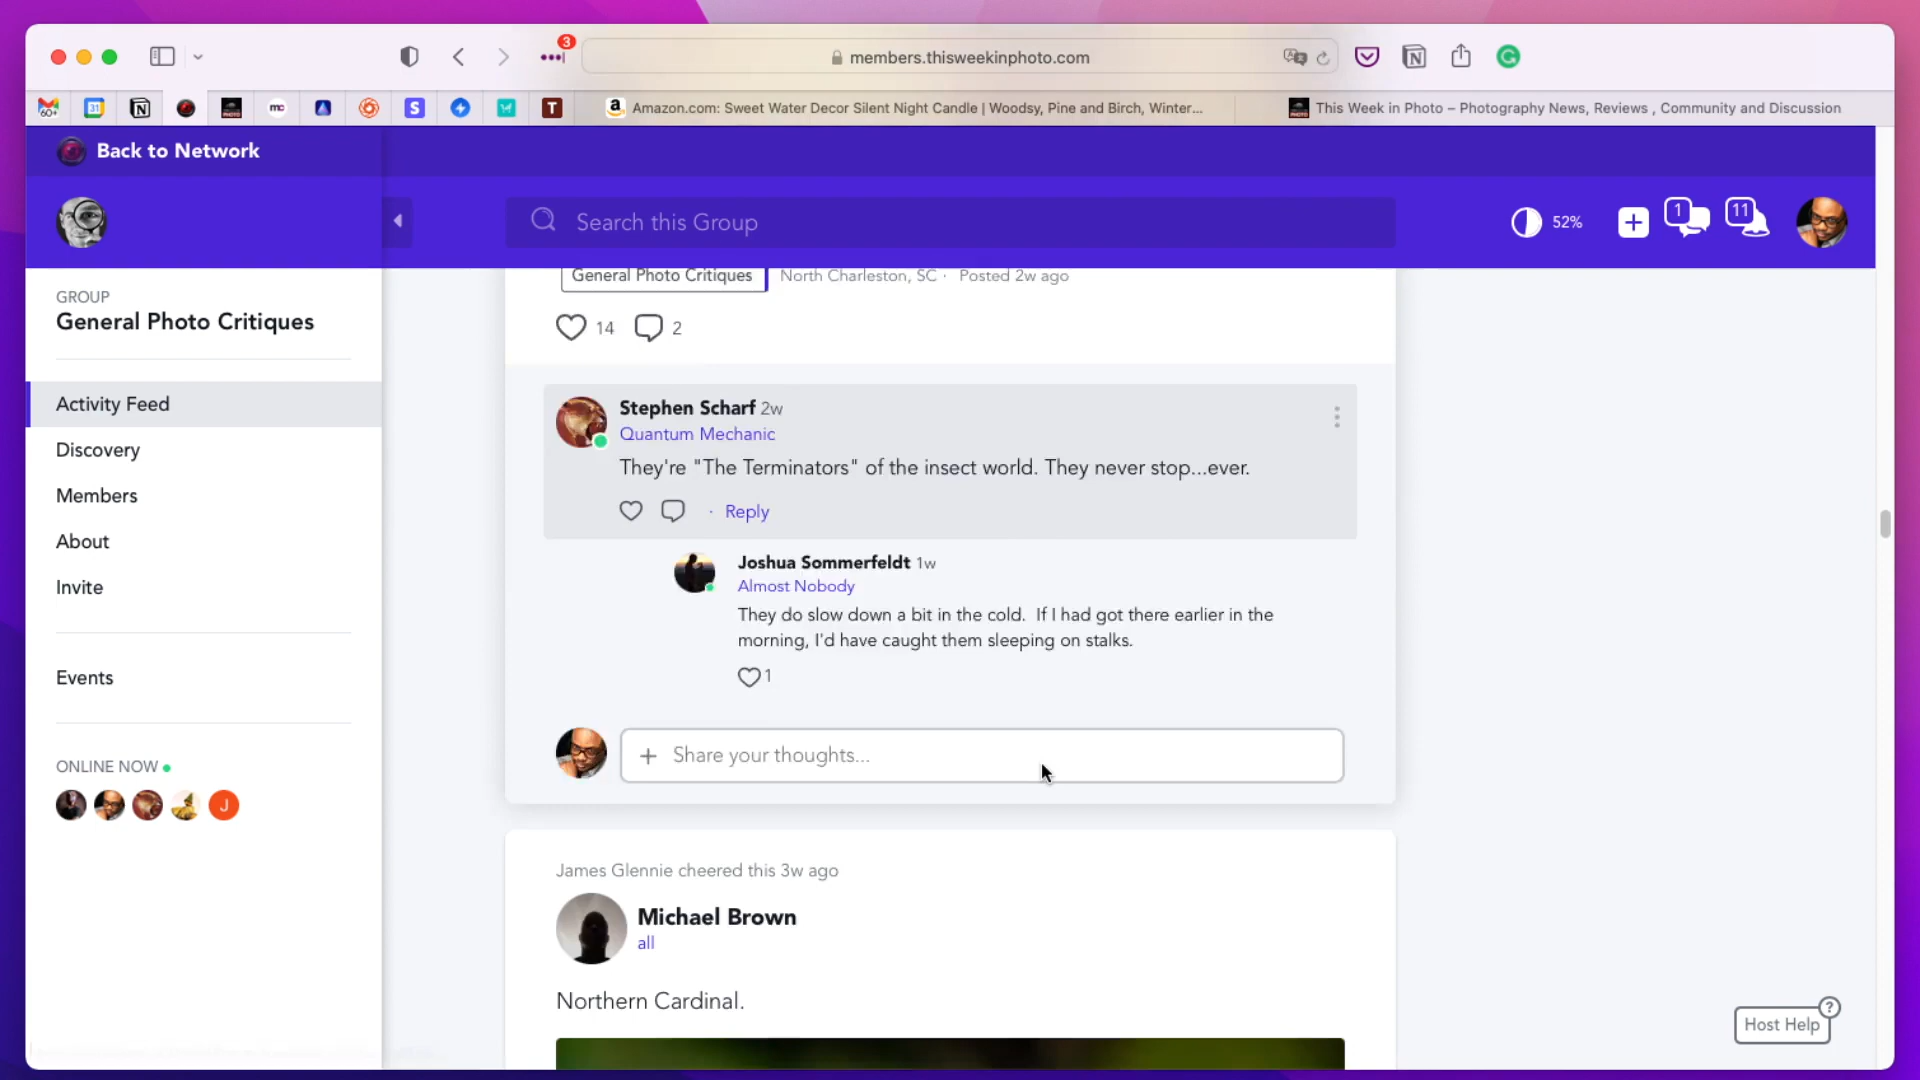 3
members.thisweekinphoto.com
60+
31
mc
S
T
a
Amazon.com: Sweet Water Decor Silent Night Candle | Woodsy, Pine and Birch, Winter...
This Week in Photo – Photography News, Reviews , Community and Discussion
Back to Network
Search this Group
52%
1
11
GROUP
General Photo Critiques
Activity Feed
Discovery
Members
About
Invite
Events
ONLINE NOW
J
General Photo Critiques
North Charleston, SC · Posted 2w ago
14
2
Stephen Scharf 2w
Quantum Mechanic
They're "The Terminators" of the insect world. They never stop...ever.
· Reply
Joshua Sommerfeldt 1w
Almost Nobody
They do slow down a bit in the cold. If I had got there earlier in the
morning, I'd have caught them sleeping on stalks.
1
+ Share your thoughts...
James Glennie cheered this 3w ago
Michael Brown
all
Northern Cardinal.
?
Host Help